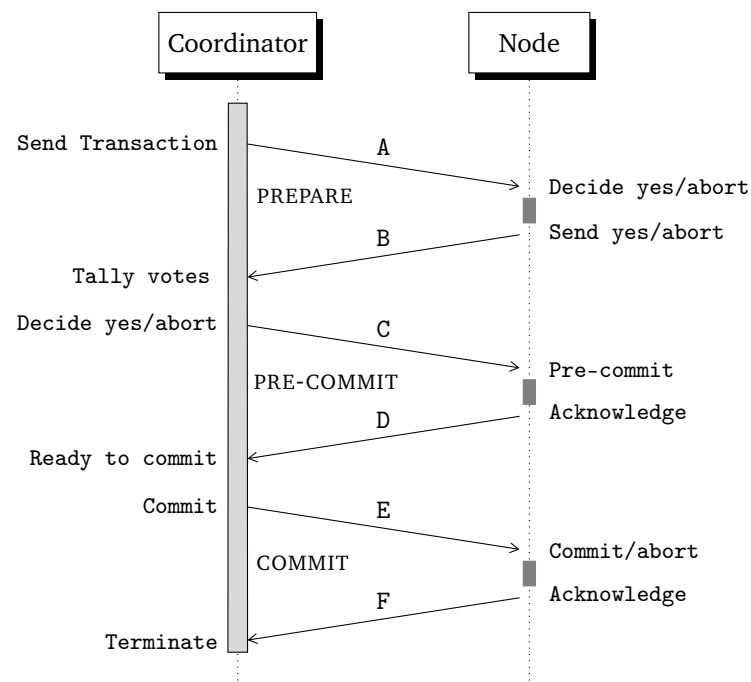 Coordinator
Node
Send Transaction
A
Decide yes/abort
PREPARE
B
Send yes/abort
Tally votes
Decide yes/abort
C
Pre-commit
PRE-COMMIT
D
Acknowledge
Ready to commit
Commit
E
Commit/abort
COMMIT
F
Acknowledge
Terminate